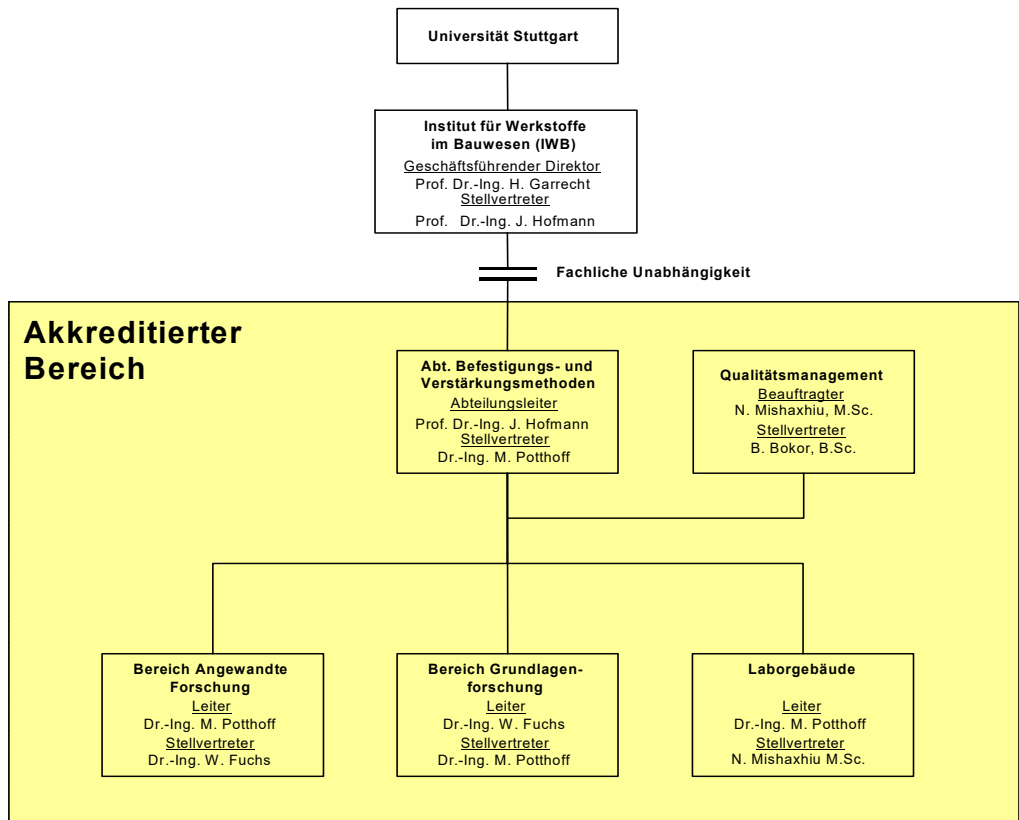 Universität Stuttgart
Institut für Werkstoffe
im Bauwesen (IWB)
Geschäftsführender Direktor
Prof. Dr.-Ing. H. Garrecht
Stellvertreter
Prof. Dr.-Ing. J. Hofmann
Fachliche Unabhängigkeit
Akkreditierter
Bereich
Abt. Befestigungs- und
Verstärkungsmethoden
Abteilungsleiter
Prof. Dr.-Ing. J. Hofmann
Stellvertreter
Dr.-Ing. M. Potthoff
Qualitätsmanagement
Beauftragter
N. Mishaxhiu, M.Sc.
Stellvertreter
B. Bokor, B.Sc.
Bereich Angewandte
Forschung
Leiter
Dr.-Ing. M. Potthoff
Stellvertreter
Dr.-Ing. W. Fuchs
Bereich Grundlagen-
forschung
Leiter
Dr.-Ing. W. Fuchs
Stellvertreter
Dr.-Ing. M. Potthoff
Laborgebäude
Leiter
Dr.-Ing. M. Potthoff
Stellvertreter
N. Mishaxhiu M.Sc.